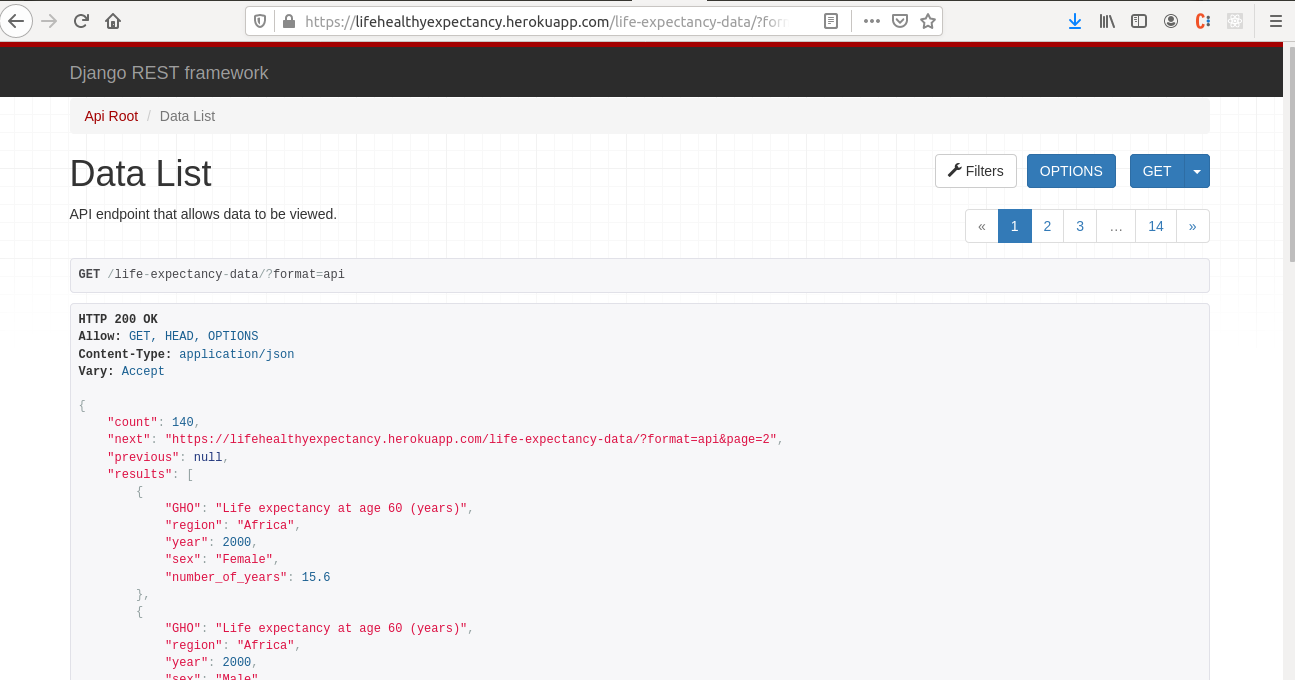 https://lifehealthyexpectancy.herokuapp.com/life-expectancy-data/?for
Django REST framework
Api Root / Data List
Data List
Filters
OPTIONS
GET
API endpoint that allows data to be viewed.
« 1 2 3 … 14 »
GET /life-expectancy-data/?format=api
HTTP 200 OK
Allow: GET, HEAD, OPTIONS
Content-Type: application/json
Vary: Accept
{
"count": 140,
"next": "https://lifehealthyexpectancy.herokuapp.com/life-expectancy-data/?format=api&page=2",
"previous": null,
"results": [
{
"GHO": "Life expectancy at age 60 (years)",
"region": "Africa",
"year": 2000,
"sex": "Female",
"number_of_years": 15.6
},
{
"GHO": "Life expectancy at age 60 (years)",
"region": "Africa",
"year": 2000,
"sex": "Male"